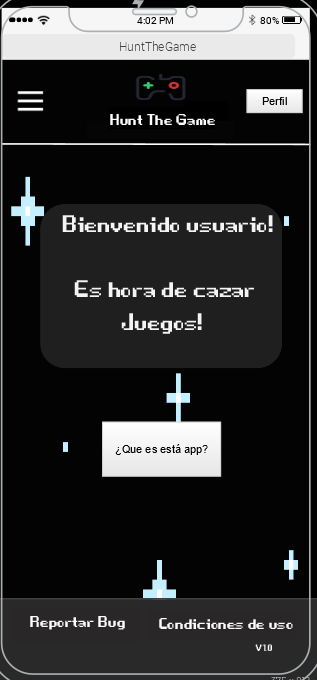 4:02 PM
80%
HuntTheGame
Perfil
Hunt The Game
Bienvenido usuario!
Es hora de cazar
Juegos!
¿Que es está app?
Reportar Bug
Condiciones de uso
V1.0